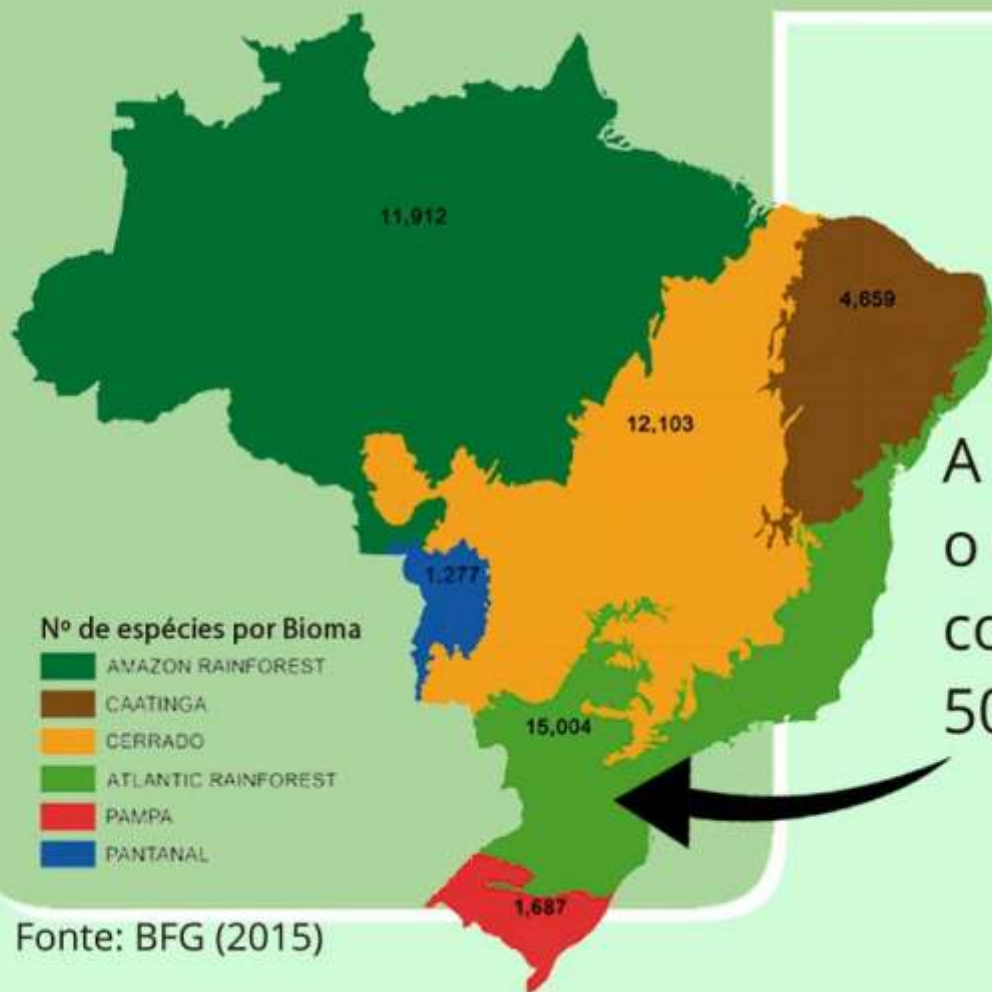 11,912
4,659
12,103
1,277
15,004
1,687
Nº de espécies por Bioma
AMAZON RAINFOREST
CAATINGA
CERRADO
ATLANTIC RAINFOREST
PAMPA
PANTANAL
Fonte: BFG (2015)
A
o
co
50